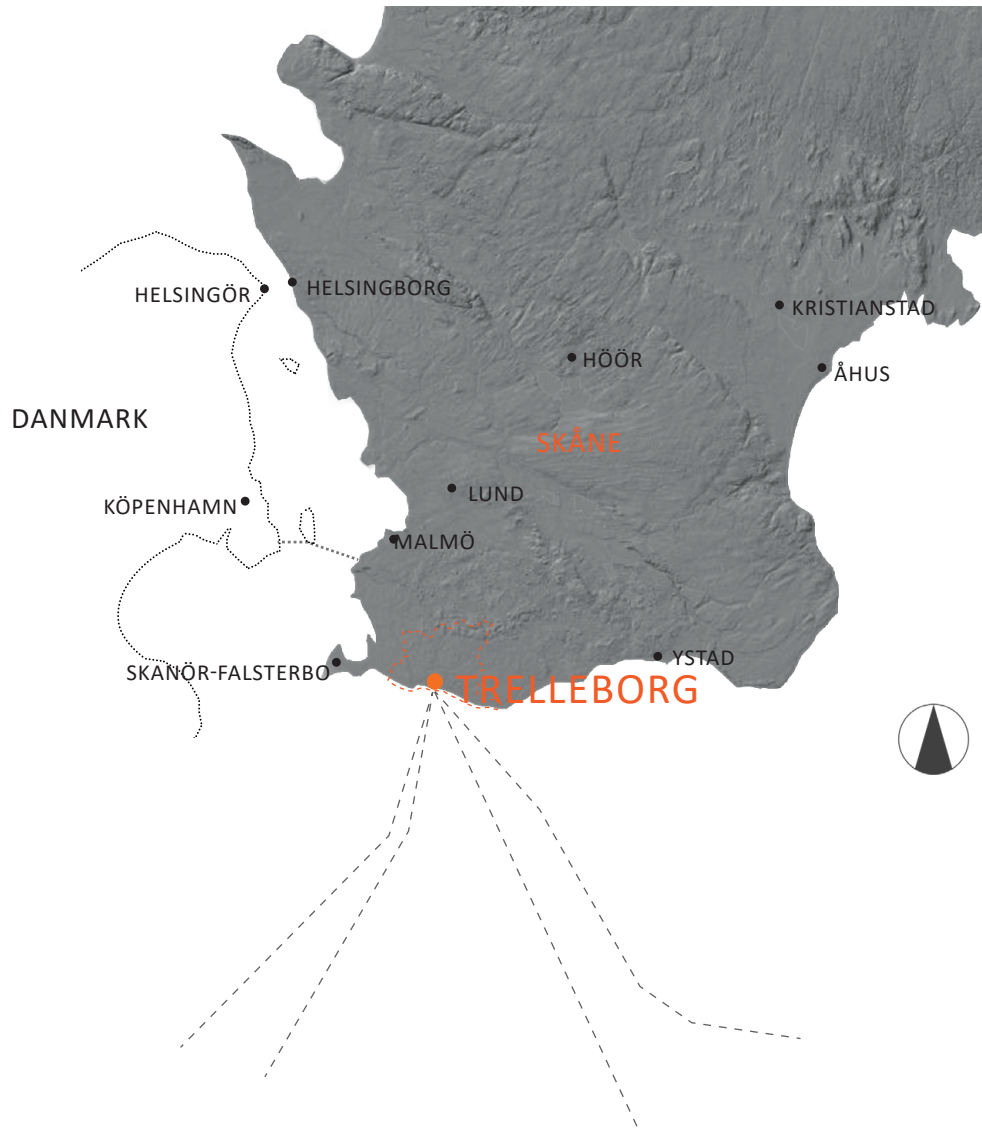 HELSINGÖR
HELSINGBORG
KRISTIANSTAD
HÖÖR
ÅHUS
DANMARK
SKÅNE
LUND
KÖPENHAMN
MALMÖ
YSTAD
SKANÖR-FALSTERBO
TRELLEBORG